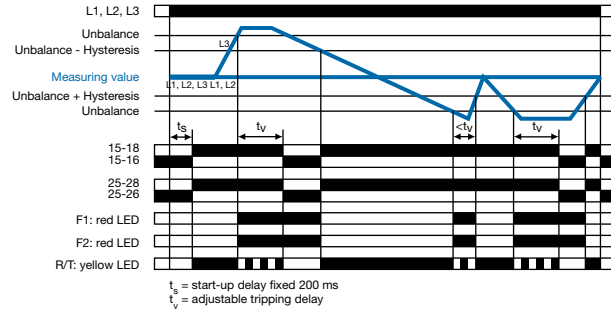 L1, L2, L3
Unbalance
Unbalance - Hysteresis
L3
Measuring value
L1, L2, L3 L1, L2
Unbalance + Hysteresis
Unbalance
ts tv <tv tv
15-18
15-16
25-28
25-26
F1: red LED
F2: red LED
R/T: yellow LED
ts = start-up delay fixed 200 ms
tv = adjustable tripping delay